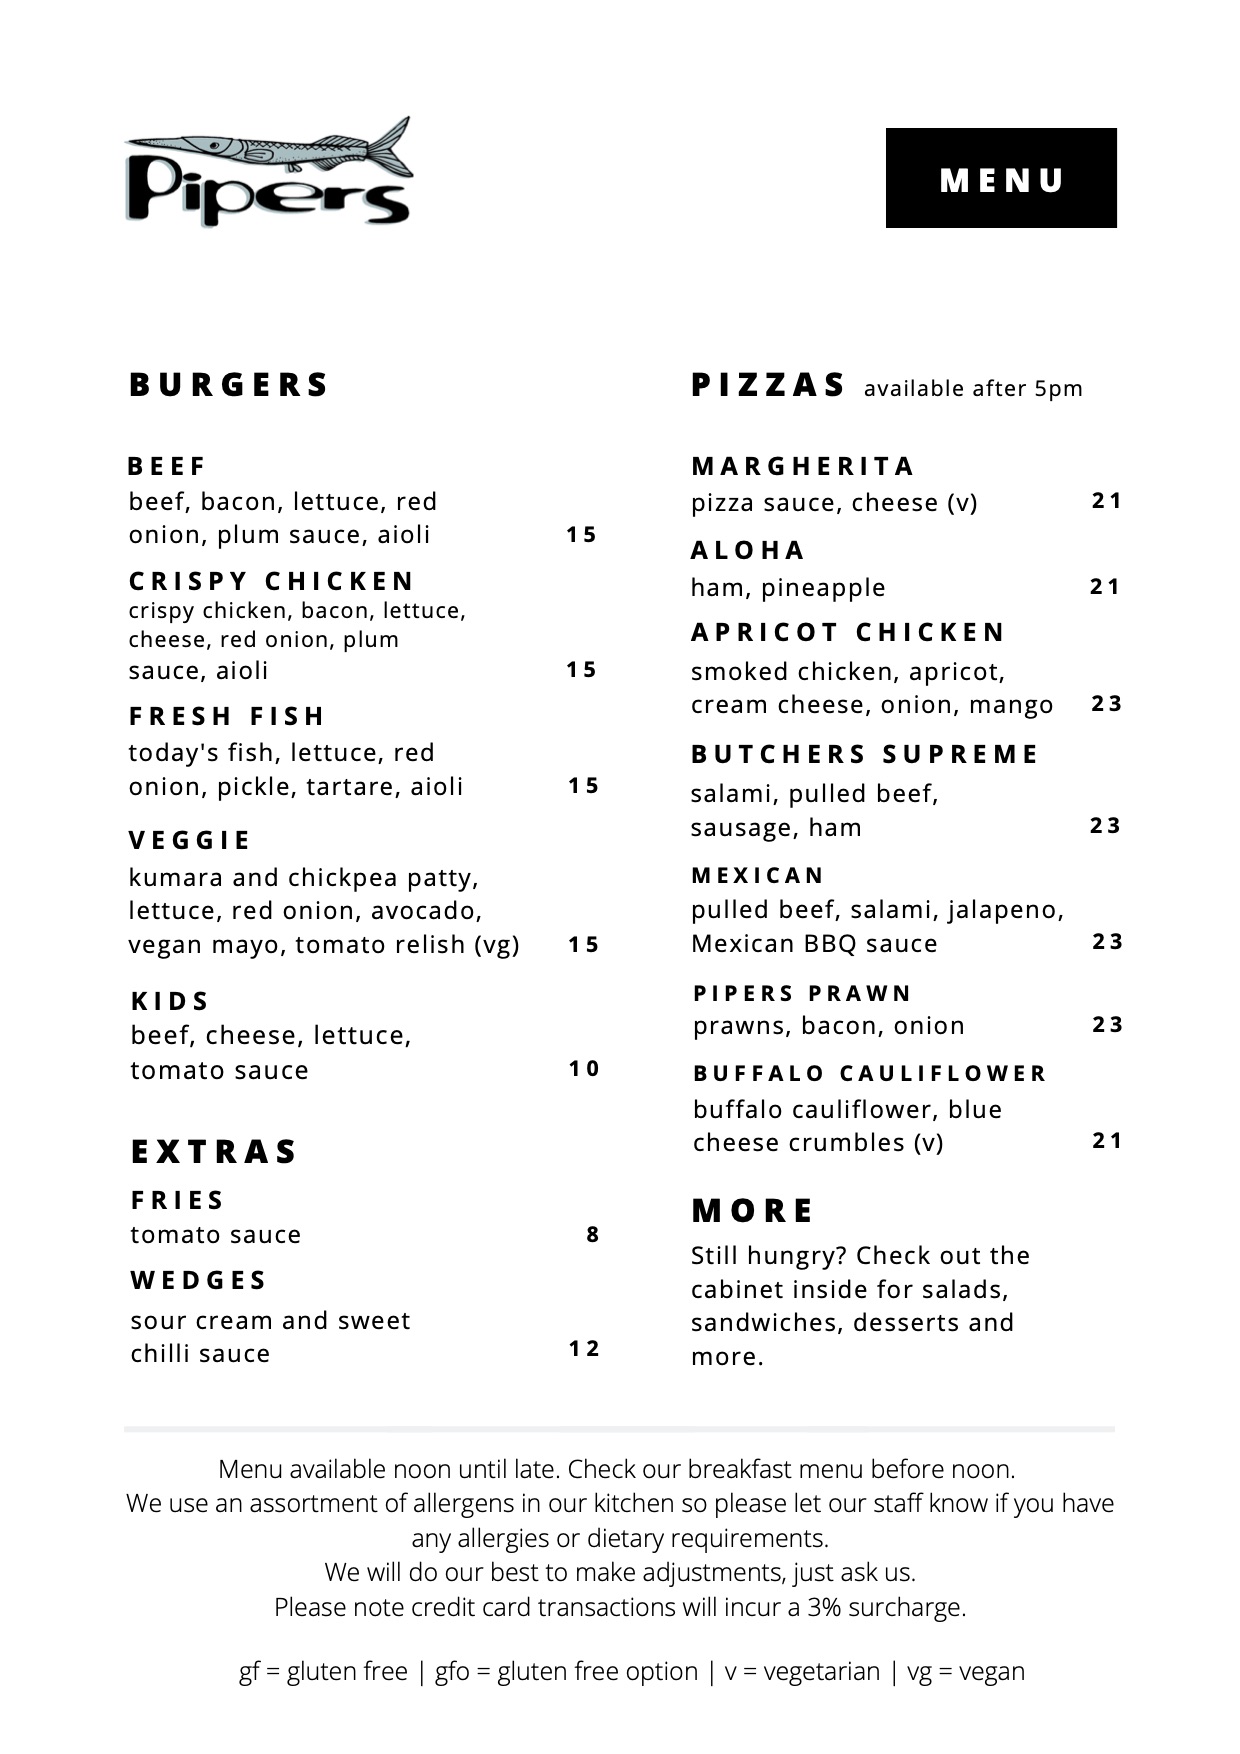 Pipers
MENU
BURGERS
BEEF
beef, bacon, lettuce, red
onion, plum sauce, aioli 15
CRISPY CHICKEN
crispy chicken, bacon, lettuce,
cheese, red onion, plum
sauce, aioli 15
FRESH FISH
today's fish, lettuce, red
onion, pickle, tartare, aioli 15
VEGGIE
kumara and chickpea patty,
lettuce, red onion, avocado,
vegan mayo, tomato relish (vg) 15
KIDS
beef, cheese, lettuce,
tomato sauce 10
EXTRAS
FRIES
tomato sauce 8
WEDGES
sour cream and sweet
chilli sauce 12
PIZZAS available after 5pm
MARGHERITA
pizza sauce, cheese (v) 21
ALOHA
ham, pineapple 21
APRICOT CHICKEN
smoked chicken, apricot,
cream cheese, onion, mango 23
BUTCHERS SUPREME
salami, pulled beef,
sausage, ham 23
MEXICAN
pulled beef, salami, jalapeno,
Mexican BBQ sauce 23
PIPERS PRAWN
prawns, bacon, onion 23
BUFFALO CAULIFLOWER
buffalo cauliflower, blue
cheese crumbles (v) 21
MORE
Still hungry? Check out the
cabinet inside for salads,
sandwiches, desserts and
more.
Menu available noon until late. Check our breakfast menu before noon.
We use an assortment of allergens in our kitchen so please let our staff know if you have
any allergies or dietary requirements.
We will do our best to make adjustments, just ask us.
Please note credit card transactions will incur a 3% surcharge.
gf = gluten free | gfo = gluten free option | v = vegetarian | vg = vegan